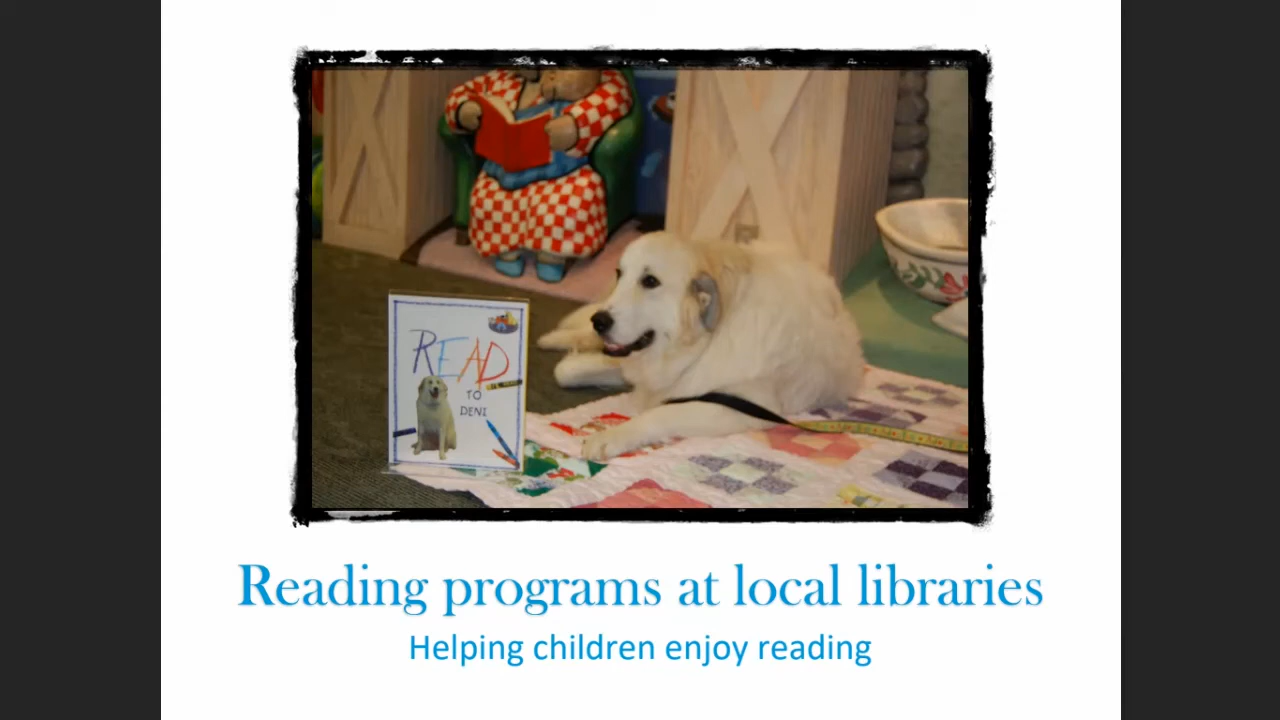 READ
TO
DENI
Reading programs at local libraries
Helping children enjoy reading